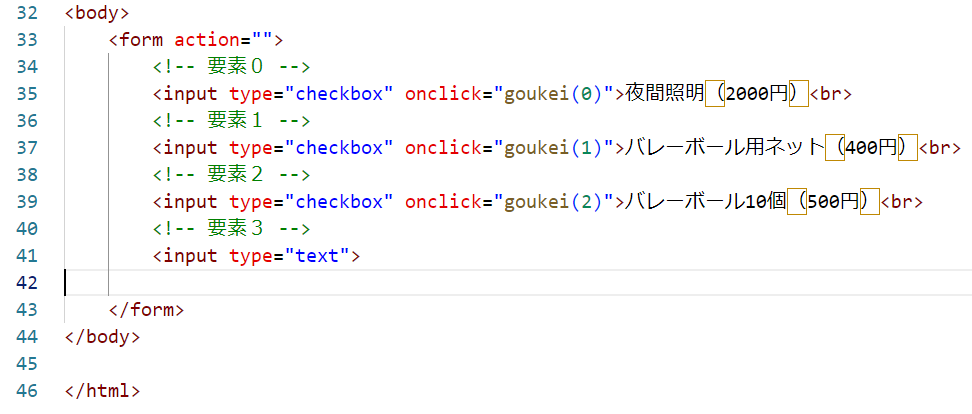 32 <body>
33 <form action="">
34 <!-- 要素０ -->
35 <input type="checkbox" onclick="goukei(0)">夜間照明（2000円）<br>
36 <!-- 要素１ -->
37 <input type="checkbox" onclick="goukei(1)">バレーボール用ネット（400円）<br>
38 <!-- 要素２ -->
39 <input type="checkbox" onclick="goukei(2)">バレーボール10個（500円）<br>
40 <!-- 要素３ -->
41 <input type="text">
42
43 </form>
44 </body>
45
46 </html>